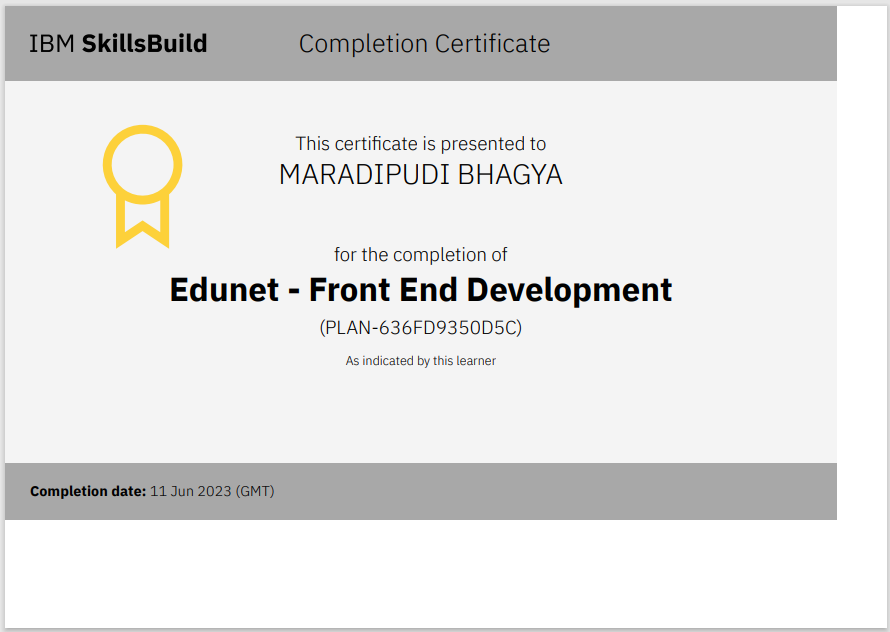 IBM SkillsBuild
Completion Certificate
This certificate is presented to
MARADIPUDI BHAGYA
for the completion of
Edunet - Front End Development
(PLAN-636FD9350D5C)
As indicated by this learner
Completion date: 11 Jun 2023 (GMT)